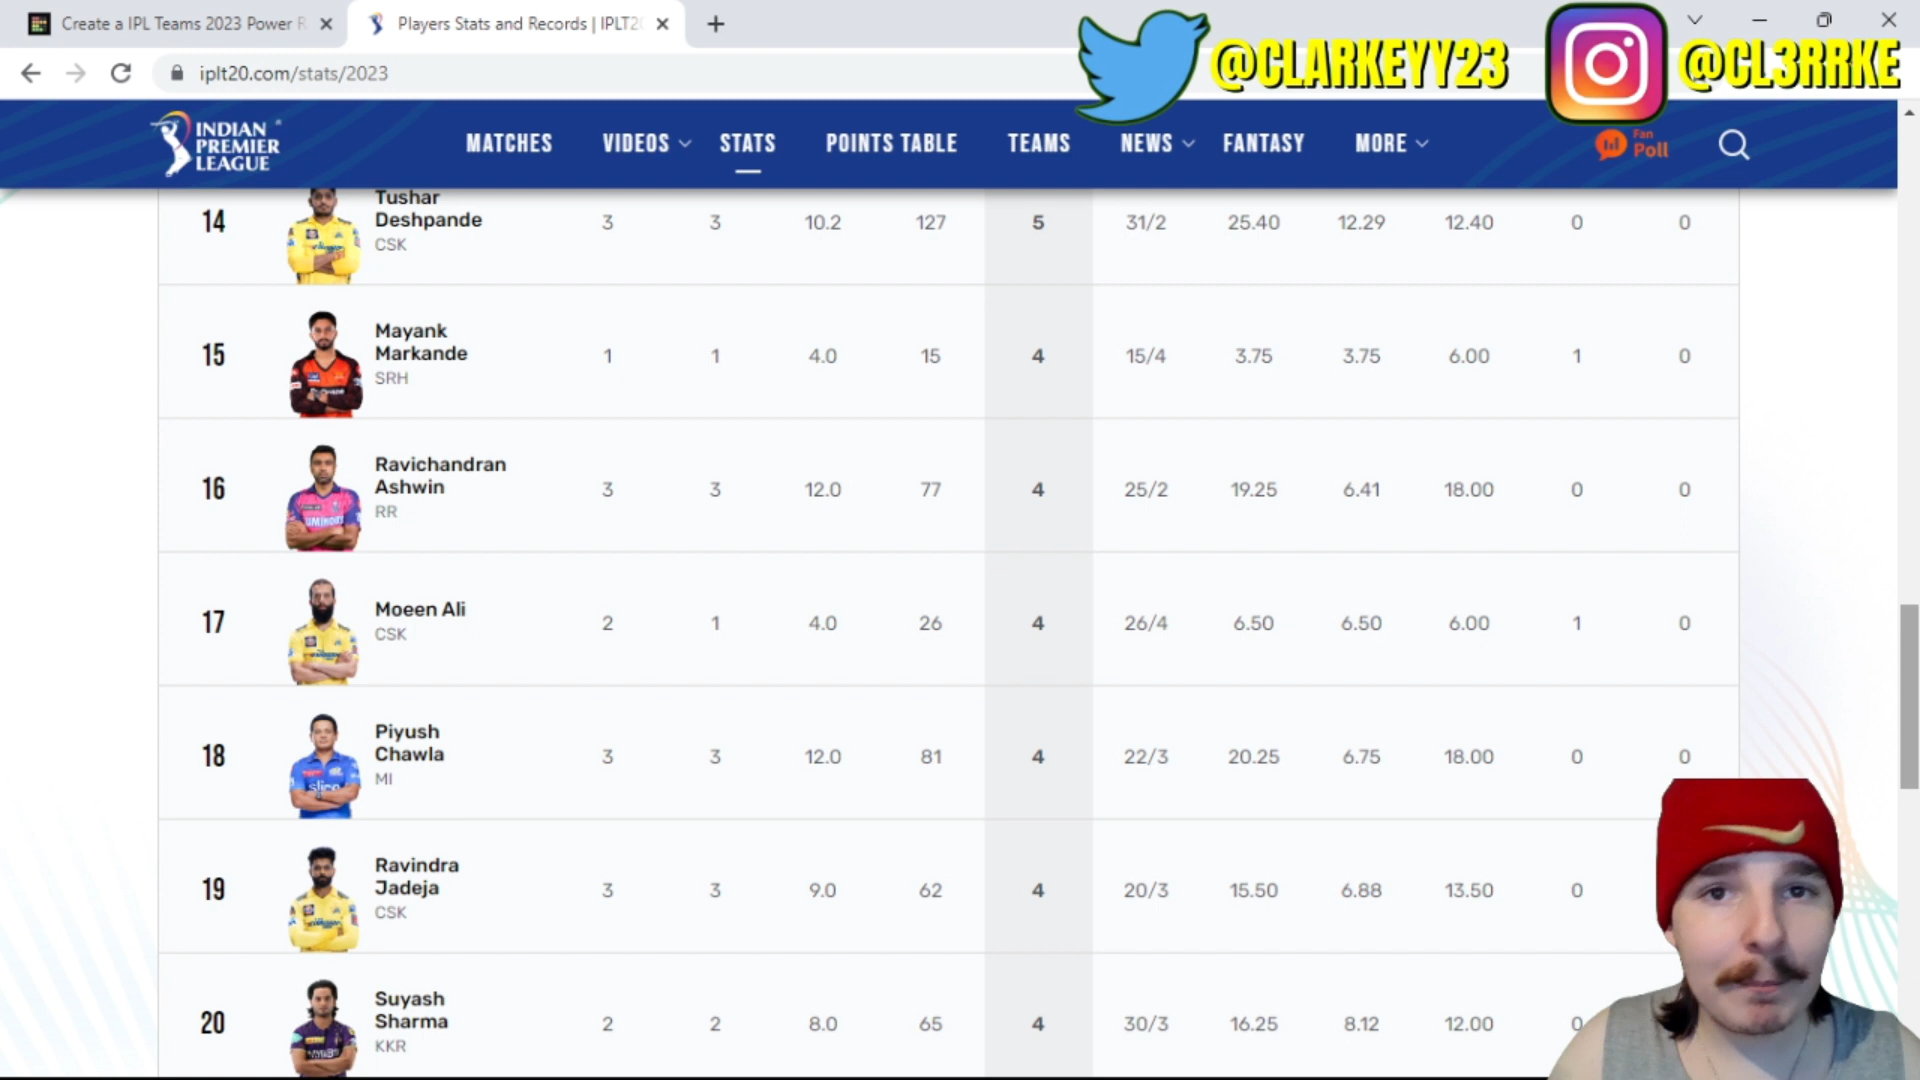 Create a IPL Teams 2023 Power R
Players Stats and Records | IPLT20
iplt20.com/stats/2023
@CLARKEYY23
@CL3RRKE
INDIAN
PREMIER
LEAGUE
MATCHES
VIDEOS
STATS
POINTS TABLE
TEAMS
NEWS
FANTASY
MORE
Fan
Poll
14
Tushar
Deshpande
CSK
3 3 10.2 127 5 31/2 25.40 12.29 12.40 0 0
15
Mayank
Markande
SRH
1 1 4.0 15 4 15/4 3.75 3.75 6.00 1 0
16
Ravichandran
Ashwin
RR
3 3 12.0 77 4 25/2 19.25 6.41 18.00 0 0
17
Moeen Ali
CSK
2 1 4.0 26 4 26/4 6.50 6.50 6.00 1 0
18
Piyush
Chawla
MI
3 3 12.0 81 4 22/3 20.25 6.75 18.00 0 0
19
Ravindra
Jadeja
CSK
3 3 9.0 62 4 20/3 15.50 6.88 13.50 0
20
Suyash
Sharma
KKR
2 2 8.0 65 4 30/3 16.25 8.12 12.00 0